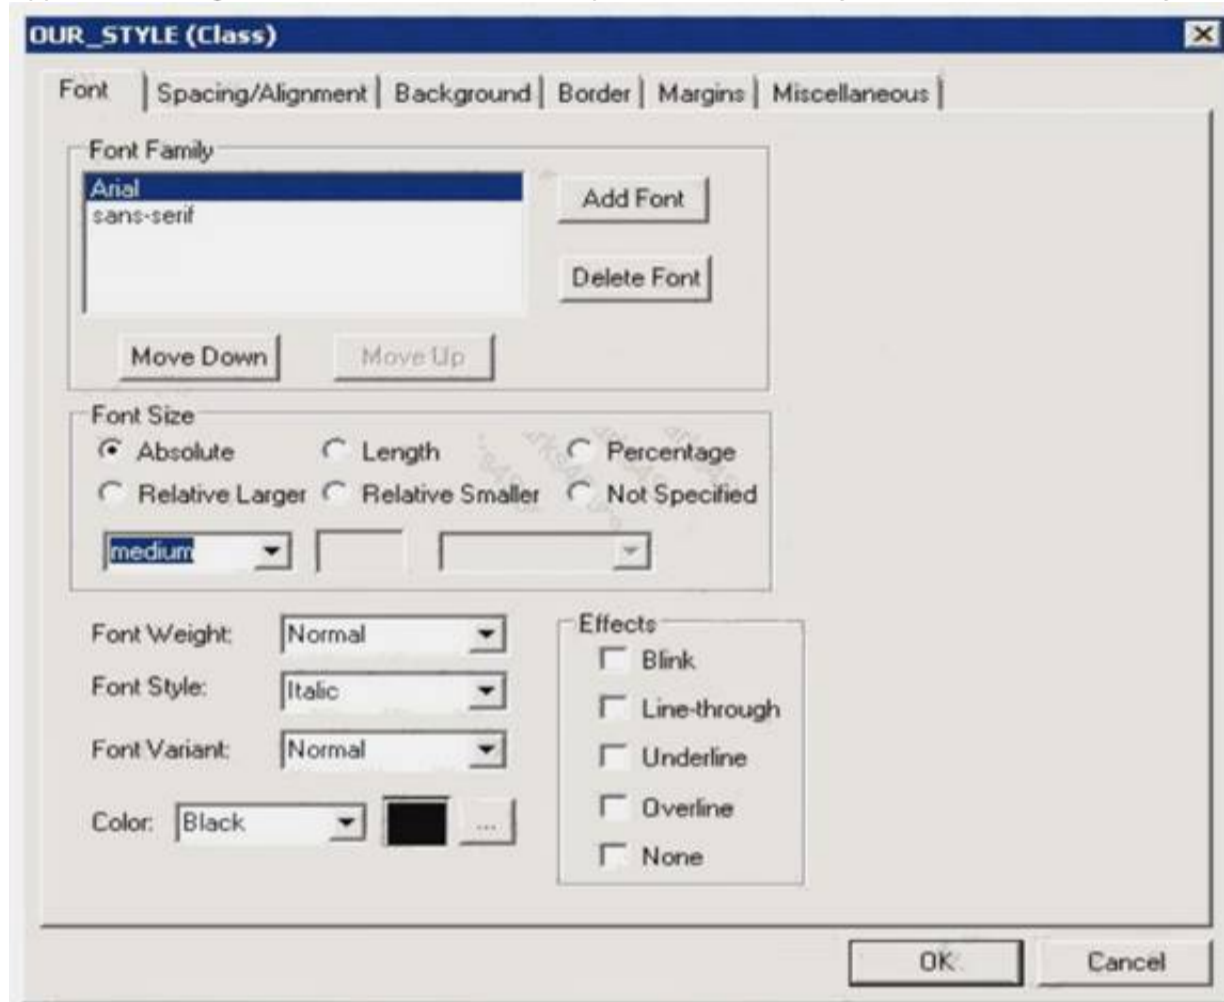 OUR_STYLE (Class)
Font Spacing/Alignment Background Border Margins Miscellaneous
Font Family
Arial
sans-serif
Add Font
Delete Font
Move Down Move Up
Font Size
Absolute Length Percentage
Relative Larger Relative Smaller Not Specified
medium
Font Weight: Normal
Font Style: Italic
Font Variant: Normal
Color: Black ...
Effects
Blink
Line-through
Underline
Overline
None
OK Cancel